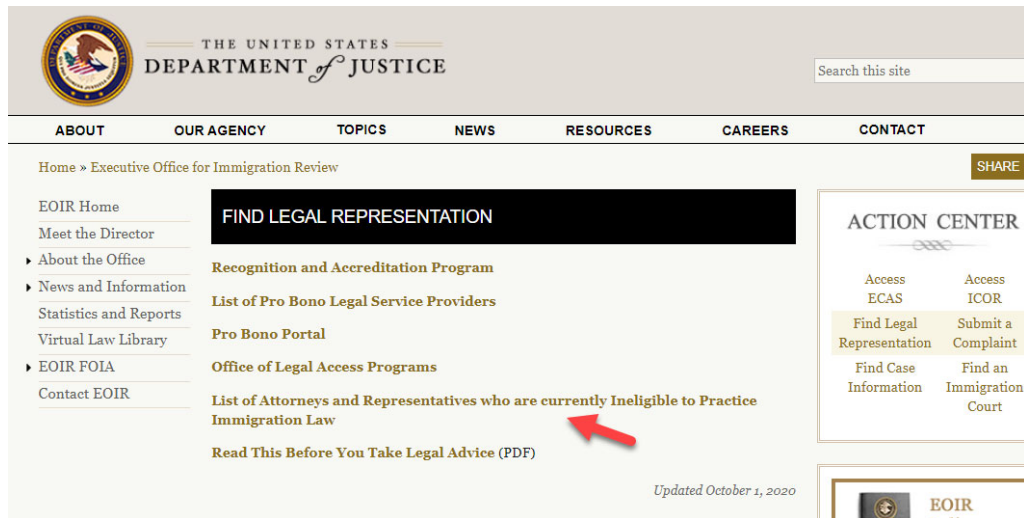 THE UNITED STATES
DEPARTMENT of JUSTICE
Search this site
ABOUT OUR AGENCY TOPICS NEWS RESOURCES CAREERS CONTACT
Home » Executive Office for Immigration Review
SHARE
EOIR Home
Meet the Director
About the Office
News and Information
Statistics and Reports
Virtual Law Library
EOIR FOIA
Contact EOIR
FIND LEGAL REPRESENTATION
Recognition and Accreditation Program
List of Pro Bono Legal Service Providers
Pro Bono Portal
Office of Legal Access Programs
List of Attorneys and Representatives who are currently Ineligible to Practice
Immigration Law
Read This Before You Take Legal Advice (PDF)
Updated October 1, 2020
ACTION CENTER
Access
ECAS
Access
ICOR
Find Legal
Representation
Submit a
Complaint
Find Case
Information
Find an
Immigration
Court
EOIR